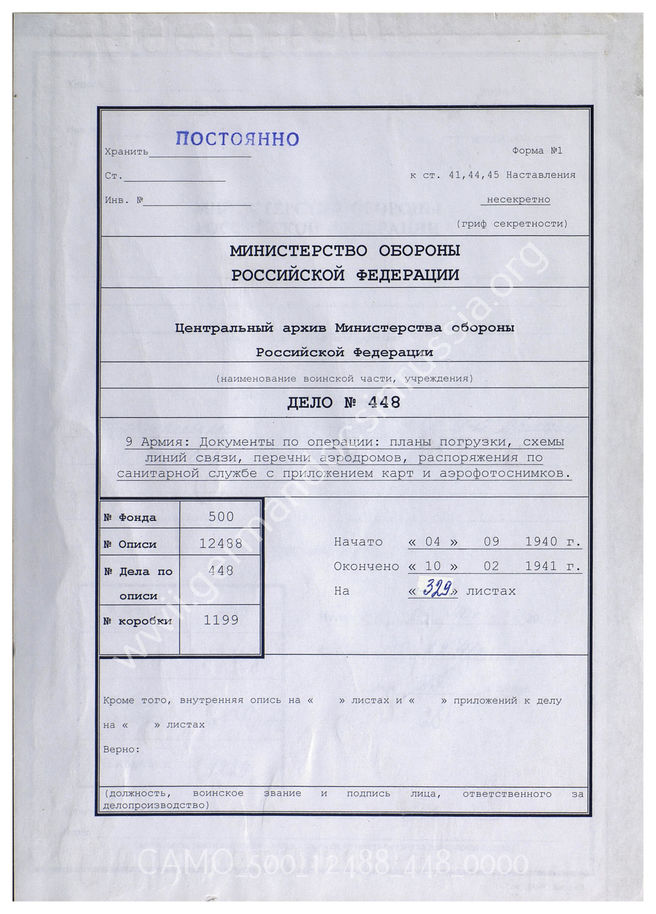 ПОСТОЯННО
Хранить
Форма №1
Ст.
к ст. 41,44,45 Наставления
Инв. №
несекретно
(гриф секретности)
МИНИСТЕРСТВО ОБОРОНЫ
РОССИЙСКОЙ ФЕДЕРАЦИИ
Центральный архив Министерства обороны
Российской Федерации
(наименование воинской части, учреждения)
ДЕЛО № 448
9 Армия: Документы по операции: планы погрузки, схемы
линий связи, перечни аэродромов, распоряжения по
санитарной службе с приложением карт и аэрофотоснимков.
№ Фонда 500
№ Описи 12488
№ Дела по описи 448
№ коробки 1199
Начато « 04 » 09 1940 г.
Окончено « 10 » 02 1941 г.
На « 329 » листах
Кроме того, внутренняя опись на « » листах и « » приложений к делу
на « » листах
Верно:
(должность, воинское звание и подпись лица, ответственного за
делопроизводство)
CAMO_500_12488_448_0000